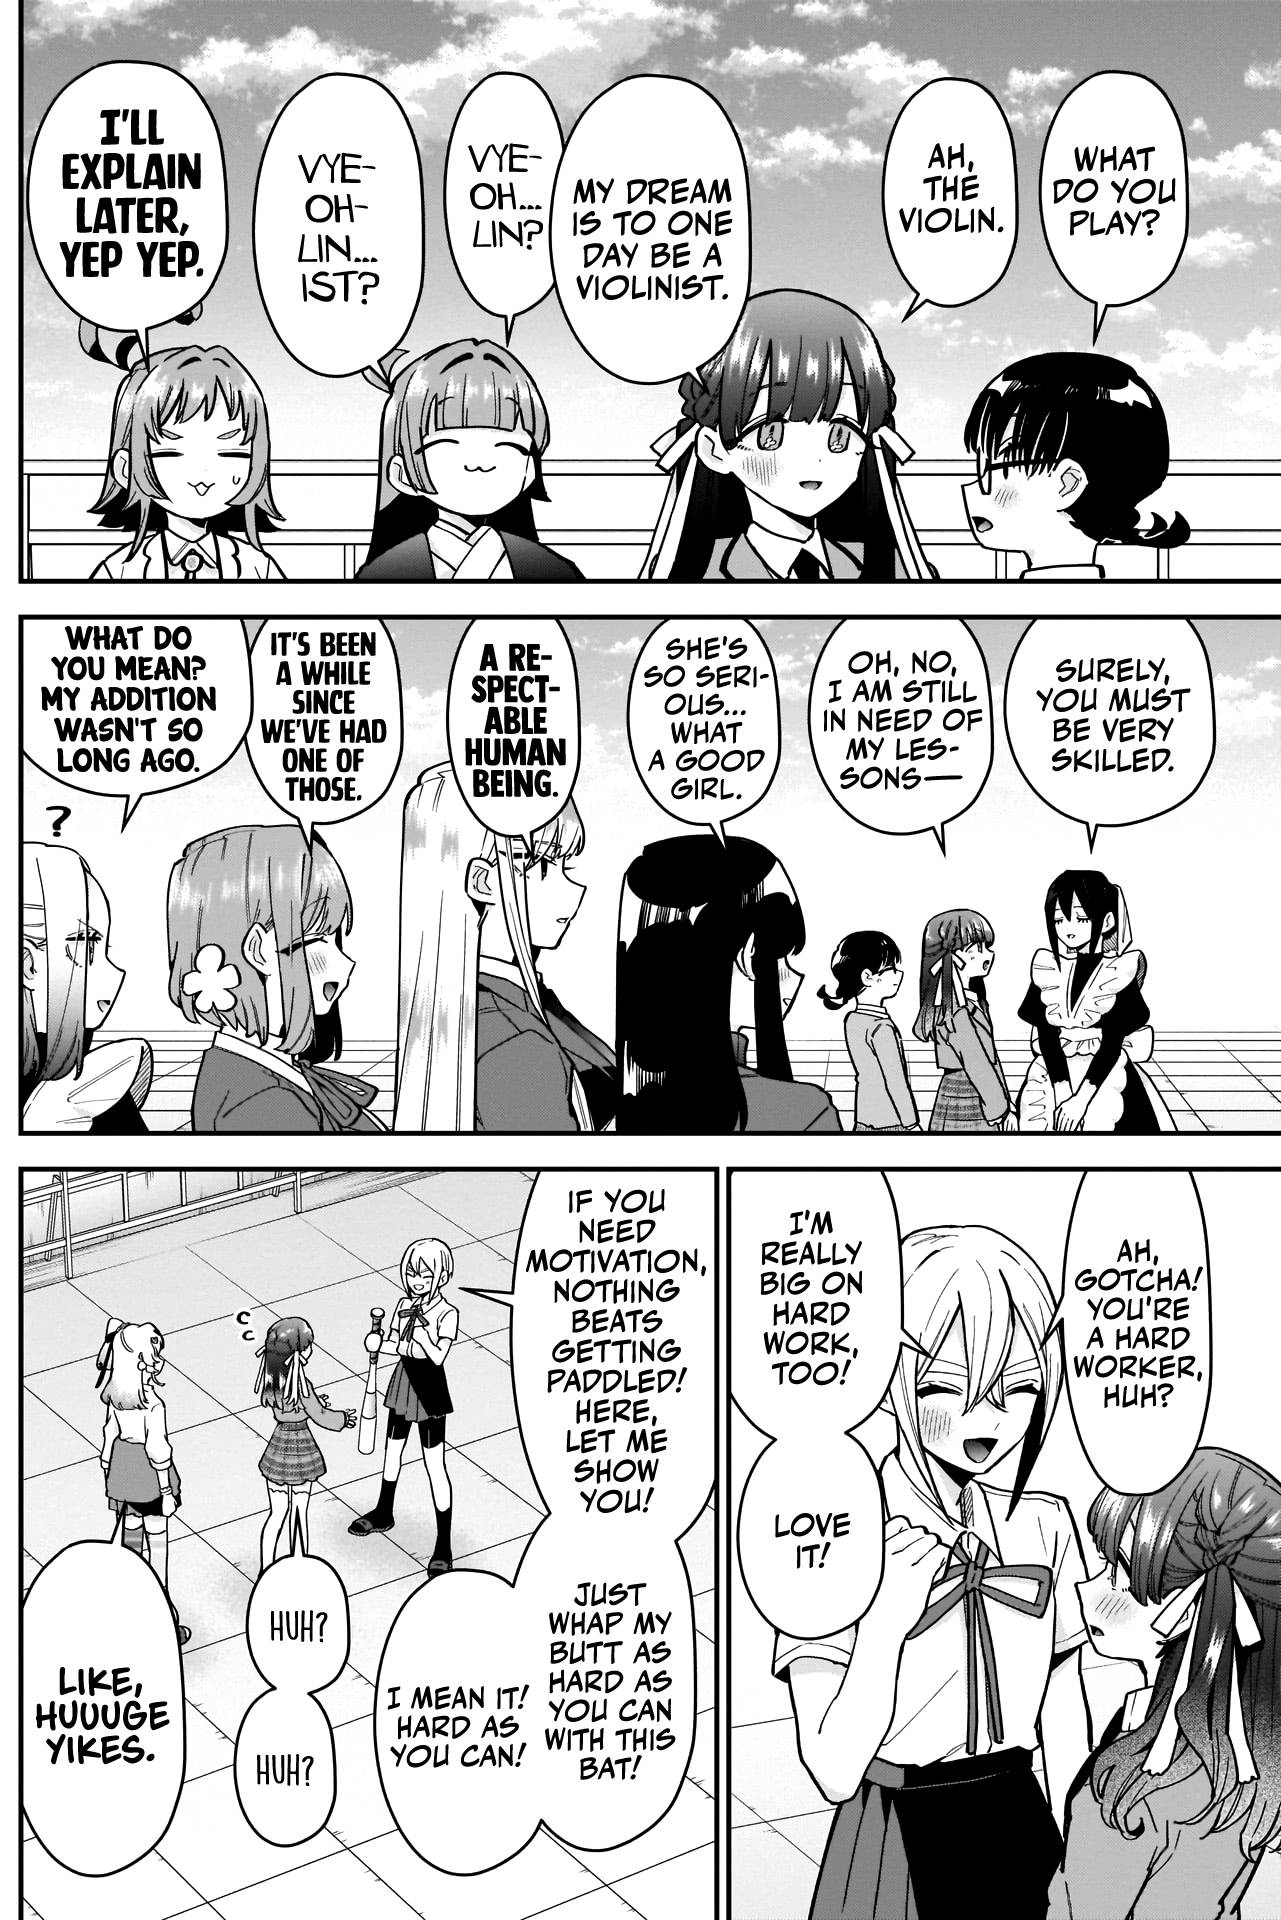 WHAT
DO YOU
PLAY?
AH,
THE
VIOLIN.
MY DREAM
IS TO ONE
DAY BE A
VIOLINIST.
VYE-
OH...
LIN?
VYE-
OH-
LIN...
IST?
I'LL
EXPLAIN
LATER,
YEP YEP.
SURELY,
YOU MUST
BE VERY
SKILLED.
OH, NO,
I AM STILL
IN NEED OF
MY LES-
SONS—
SHE'S
SO SERI-
OUS...
WHAT
A GOOD
GIRL.
A RE-
SPECT-
ABLE
HUMAN
BEING.
IT'S BEEN
A WHILE
SINCE
WE'VE HAD
ONE OF
THOSE.
WHAT DO
YOU MEAN?
MY ADDITION
WASN'T SO
LONG AGO.
?
AH,
GOTCHA!
YOU'RE
A HARD
WORKER,
HUH?
I'M
REALLY
BIG ON
HARD
WORK,
TOO!
LOVE
IT!
IF YOU
NEED
MOTIVATION,
NOTHING
BEATS
GETTING
PADDLED!
HERE,
LET ME
SHOW
YOU!
JUST
WHAP MY
BUTT AS
HARD AS
YOU CAN
WITH THIS
BAT!
I MEAN IT!
HARD AS
YOU CAN!
HUH?
HUH?
LIKE,
HUUUGE
YIKES.